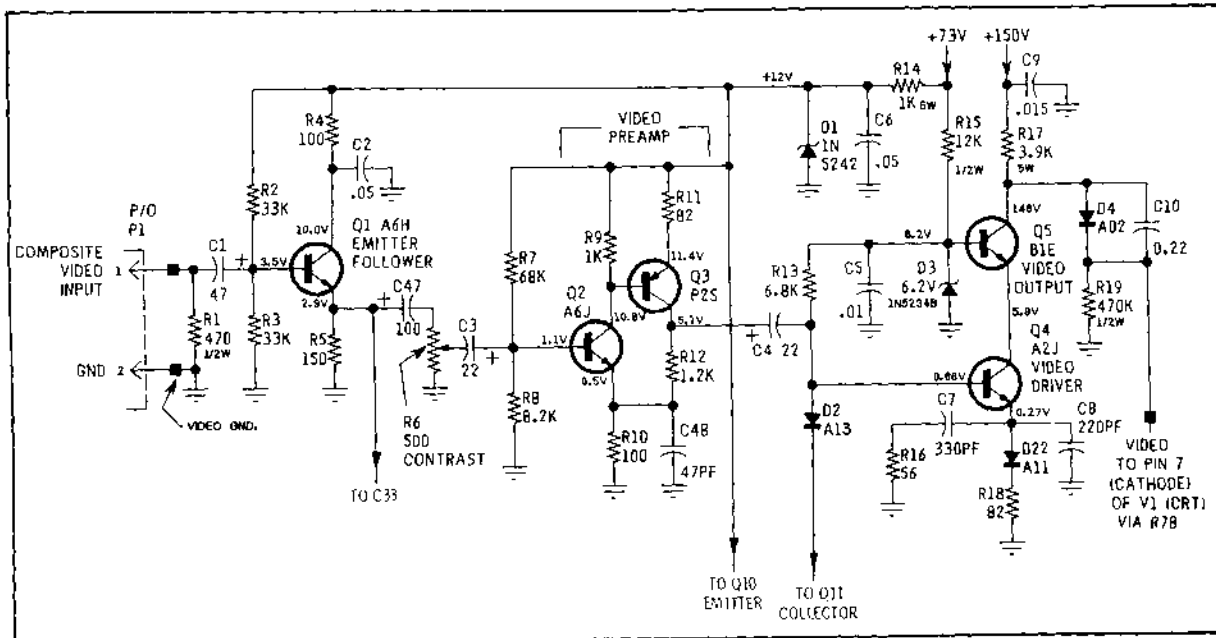 +73V
+150V
C9
.015
+12V
R14
1K 6W
R4
100
VIDEO
PREAMP
C2
.05
D1
1N
5242
C6
.05
R15
12K
1/2W
R17
3.9K
5W
R2
33K
R11
82
P/O
P1
10.0V
Q1 A6H
EMITTER
FOLLOWER
R9
1K
148V
D4
A02
C10
0.22
COMPOSITE
VIDEO
INPUT
1
C1
+
47
3.5V
R7
68K
11.4V
Q3
P2S
6.2V
Q5
B1E
VIDEO
OUTPUT
R13
6.8K
C5
.01
D3
6.2V
1N5234B
2.9V
+
C47
100
Q2
A6J
10.8V
5.1V
R19
470K
1/2W
R1
470
1/2W
R3
33K
R5
150
C3
+
22
1.1V
0.5V
+
C4 22
5.8V
Q4
A2J
VIDEO
DRIVER
R12
1.2K
GND 2
VIDEO GND.
R6
500
CONTRAST
R8
8.2K
0.66V
0.27V
D2
A13
C7
330PF
C8
220PF
R10
100
C48
47PF
R16
56
D22
A11
R18
82
VIDEO
TO PIN 7
(CATHODE)
OF V1 (CRT)
VIA R78
TO C33
TO Q10
EMITTER
TO Q11
COLLECTOR